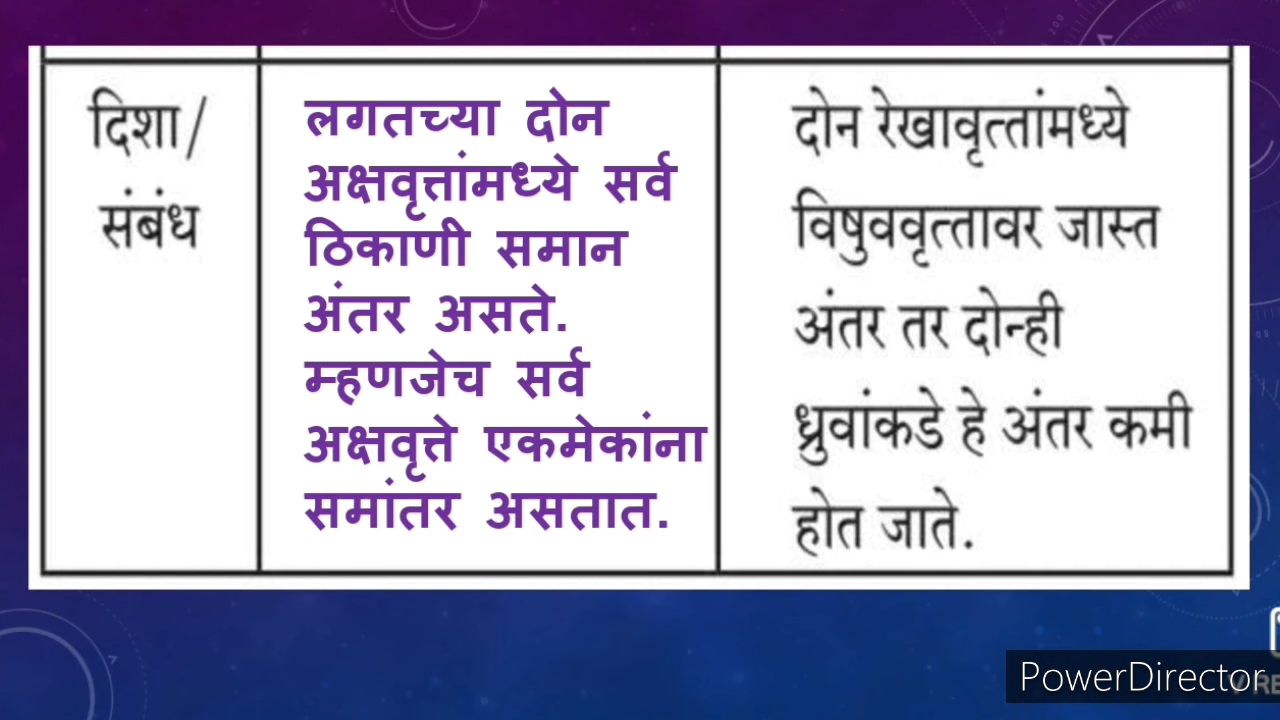 दिशा/
संबंध
लगतच्या दोन
अक्षवृत्तांमध्ये सर्व
ठिकाणी समान
अंतर असते.
म्हणजेच सर्व
अक्षवृत्ते एकमेकांना
समांतर असतात.
दोन रेखावृत्तांमध्ये
विषुववृत्तावर जास्त
अंतर तर दोन्ही
ध्रुवांकडे हे अंतर कमी
होत जाते.
PowerDirector